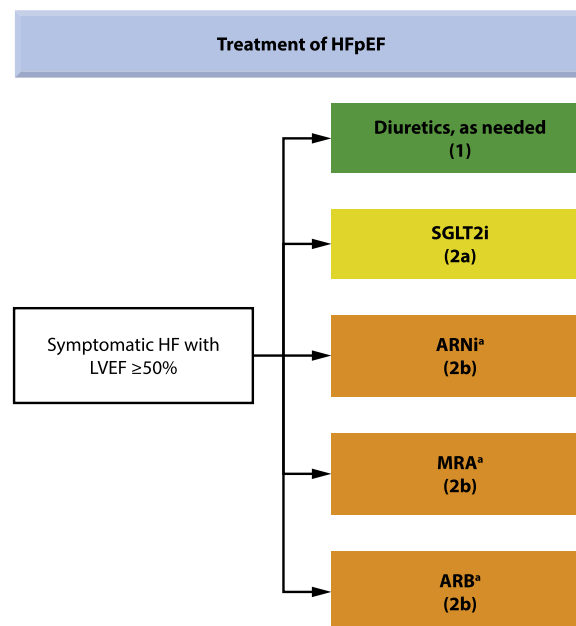 Treatment of HFpEF
Diuretics, as needed
(1)
SGLT2i
(2a)
Symptomatic HF with
LVEF ≥50%
ARNiᵃ
(2b)
MRAᵃ
(2b)
ARBᵃ
(2b)